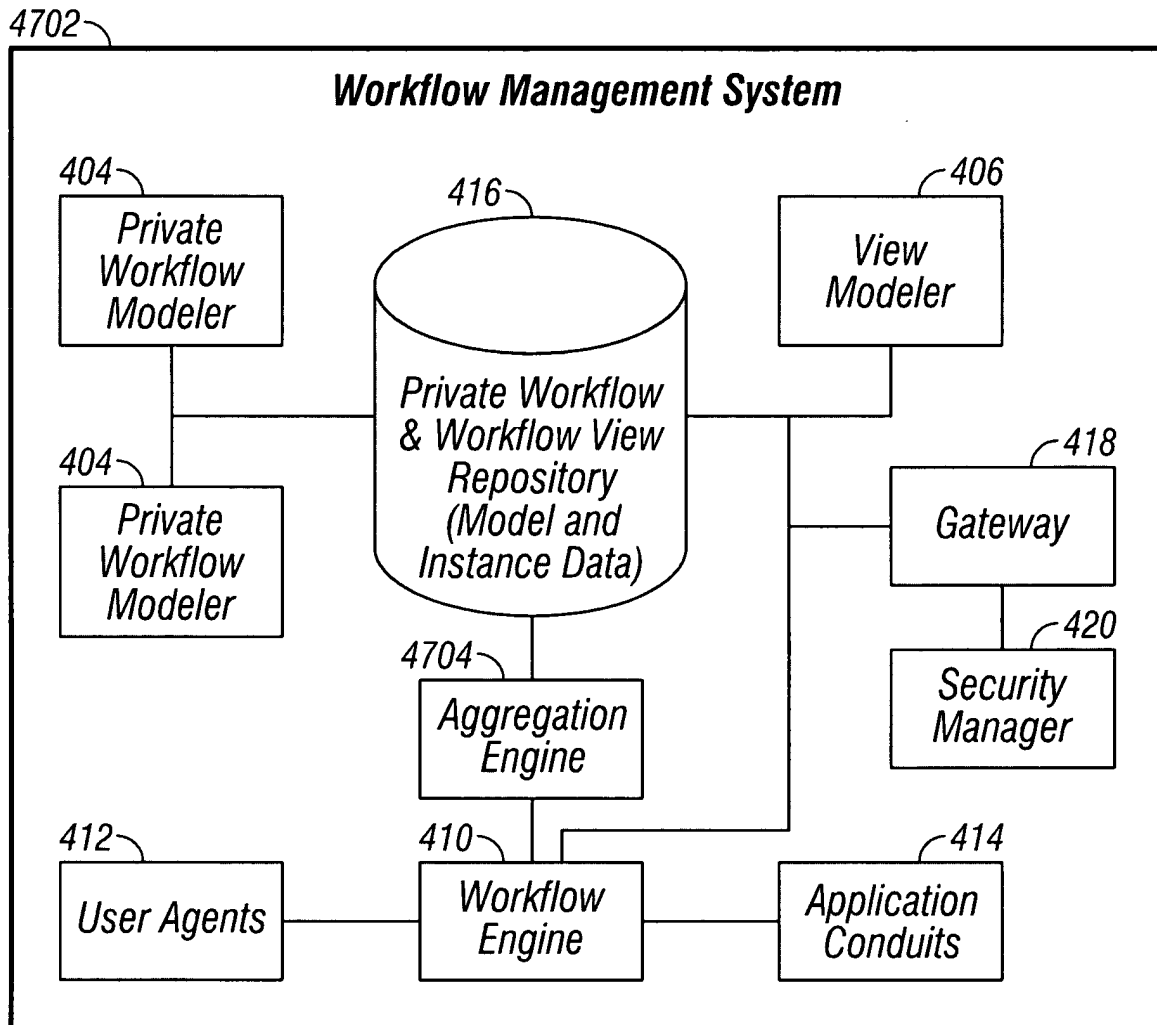 4702
Workflow Management System
404
Private
Workflow
Modeler
416
406
View
Modeler
Private Workflow
& Workflow View
Repository
(Model and
Instance Data)
404
Private
Workflow
Modeler
418
Gateway
420
Security
Manager
4704
Aggregation
Engine
412
User Agents
410
Workflow
Engine
414
Application
Conduits